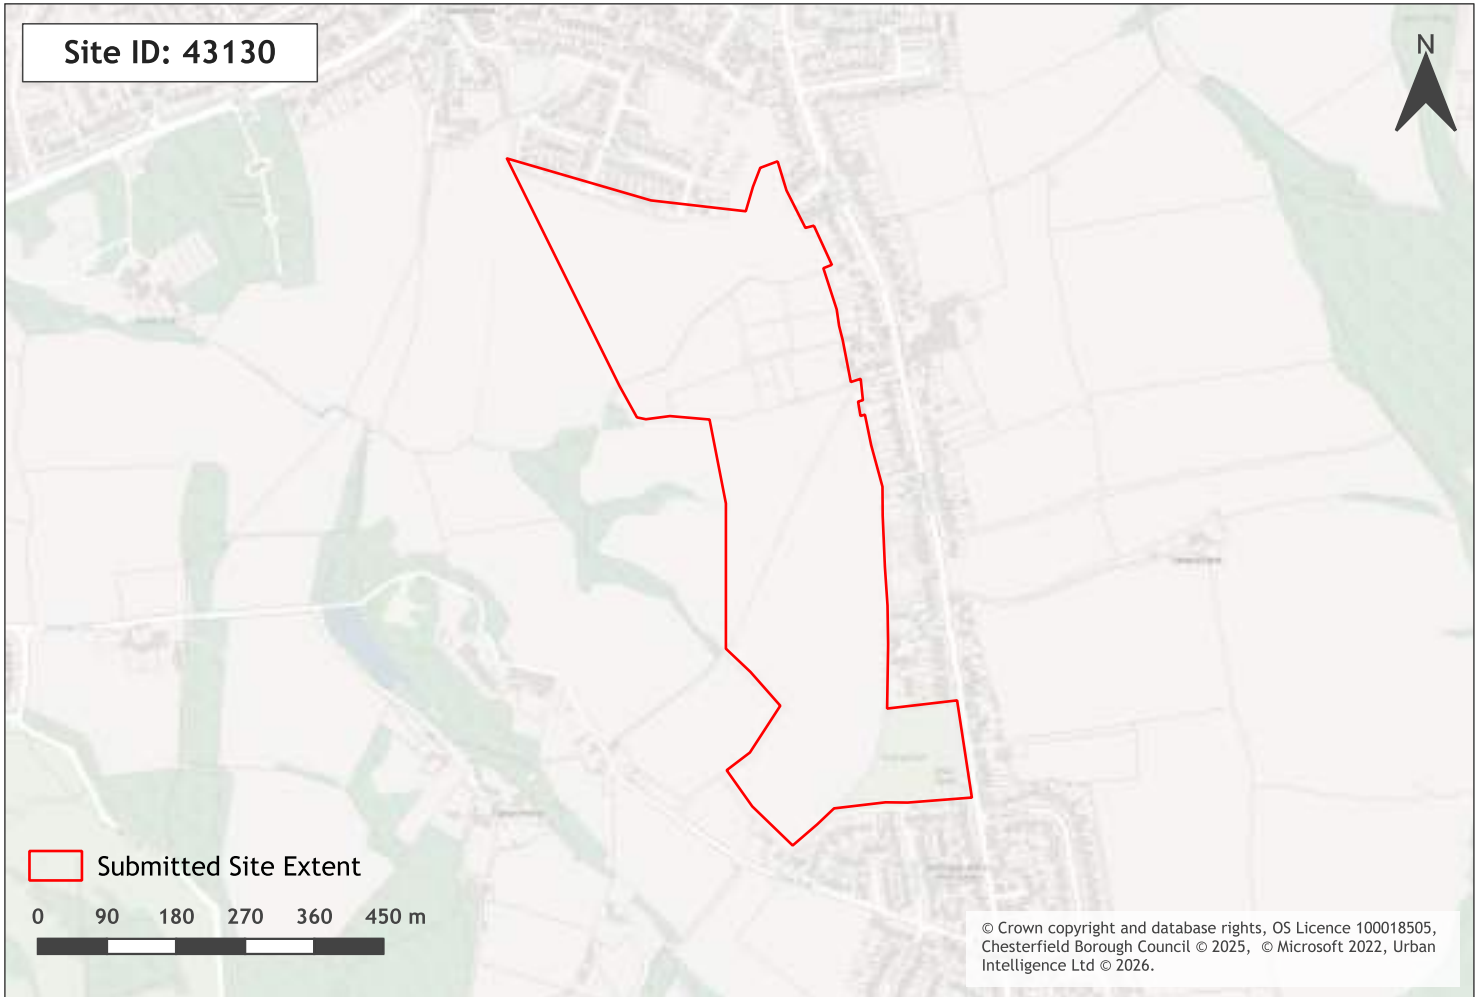 Site ID: 43130
N
Submitted Site Extent
0 90 180 270 360 450 m
© Crown copyright and database rights, OS Licence 100018505,
Chesterfield Borough Council © 2025, © Microsoft 2022, Urban
Intelligence Ltd © 2026.